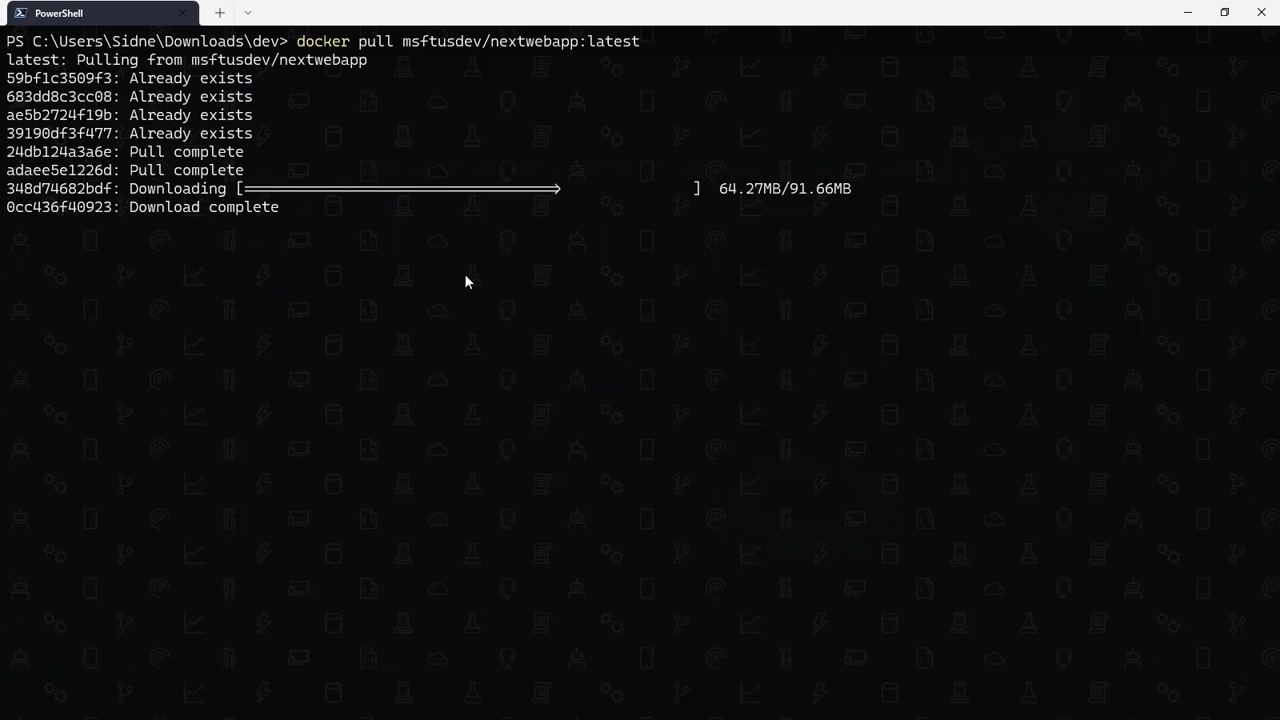 PowerShell
PS C:\Users\Sidne\Downloads\dev> docker pull msftusdev/nextwebapp:latest
latest: Pulling from msftusdev/nextwebapp
59bf1c3509f3: Already exists
683dd8c3cc08: Already exists
ae5b2724f19b: Already exists
39190df3f477: Already exists
24db124a3a6e: Pull complete
adaee5e1226d: Pull complete
348d74682bdf: Downloading [==================================>               ]  64.27MB/91.66MB
0cc436f40923: Download complete